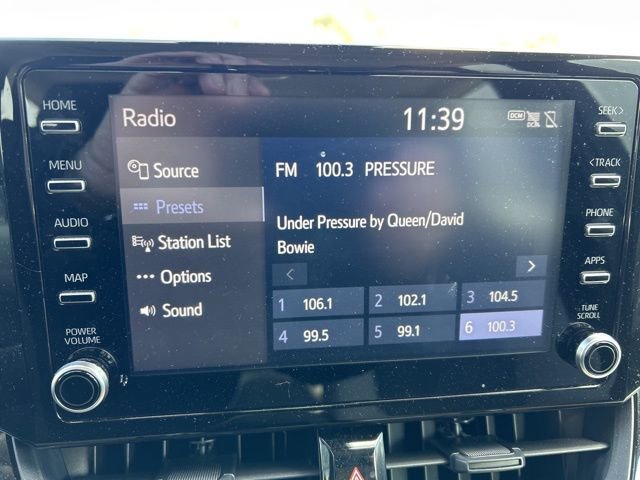 HOME
MENU
AUDIO
MAP
POWER
VOLUME
Radio
11:39
DCM
DCM
Source
Presets
Station List
Options
Sound
FM 100.3 PRESSURE
Under Pressure by Queen/David
Bowie
< >
1 106.1 2 102.1 3 104.5
4 99.5 5 99.1 6 100.3
SEEK>
<TRACK
PHONE
APPS
TUNE
SCROLL